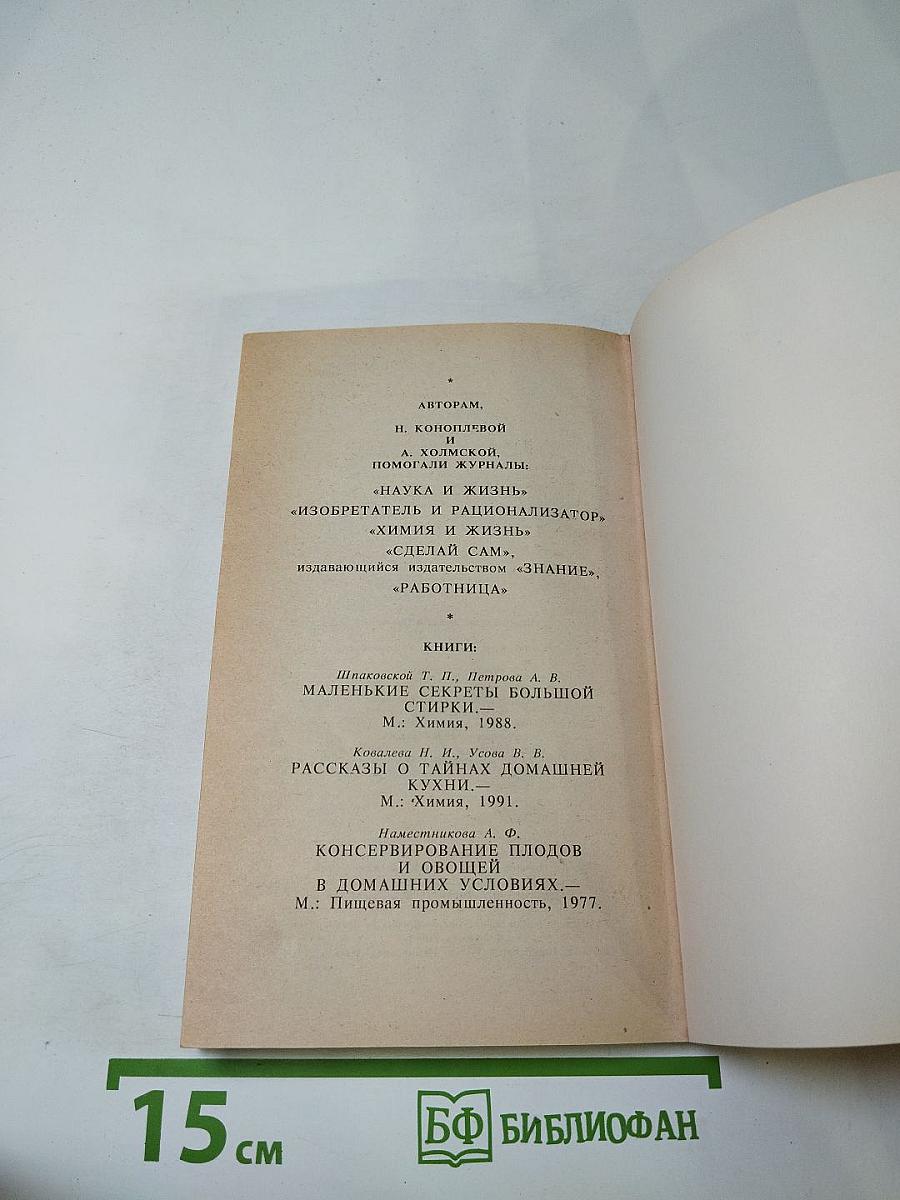 *
АВТОРАМ,
Н. КОНОПЛЕВОЙ
И
А. ХОЛМСКОЙ,
ПОМОГАЛИ ЖУРНАЛЫ:
«НАУКА И ЖИЗНЬ»
«ИЗОБРЕТАТЕЛЬ И РАЦИОНАЛИЗАТОР»
«ХИМИЯ И ЖИЗНЬ»
«СДЕЛАЙ САМ»,
издавающийся издательством «ЗНАНИЕ»,
«РАБОТНИЦА»
*
КНИГИ:
Шпаковской Т. П., Петрова А. В.
МАЛЕНЬКИЕ СЕКРЕТЫ БОЛЬШОЙ
СТИРКИ.—
М.: Химия, 1988.
Ковалева Н. И., Усова В. В.
РАССКАЗЫ О ТАЙНАХ ДОМАШНЕЙ
КУХНИ.—
М.: Химия, 1991.
Наместникова А. Ф.
КОНСЕРВИРОВАНИЕ ПЛОДОВ
И ОВОЩЕЙ
В ДОМАШНИХ УСЛОВИЯХ.—
М.: Пищевая промышленность, 1977.
15 см
БФ БИБЛИОФАН